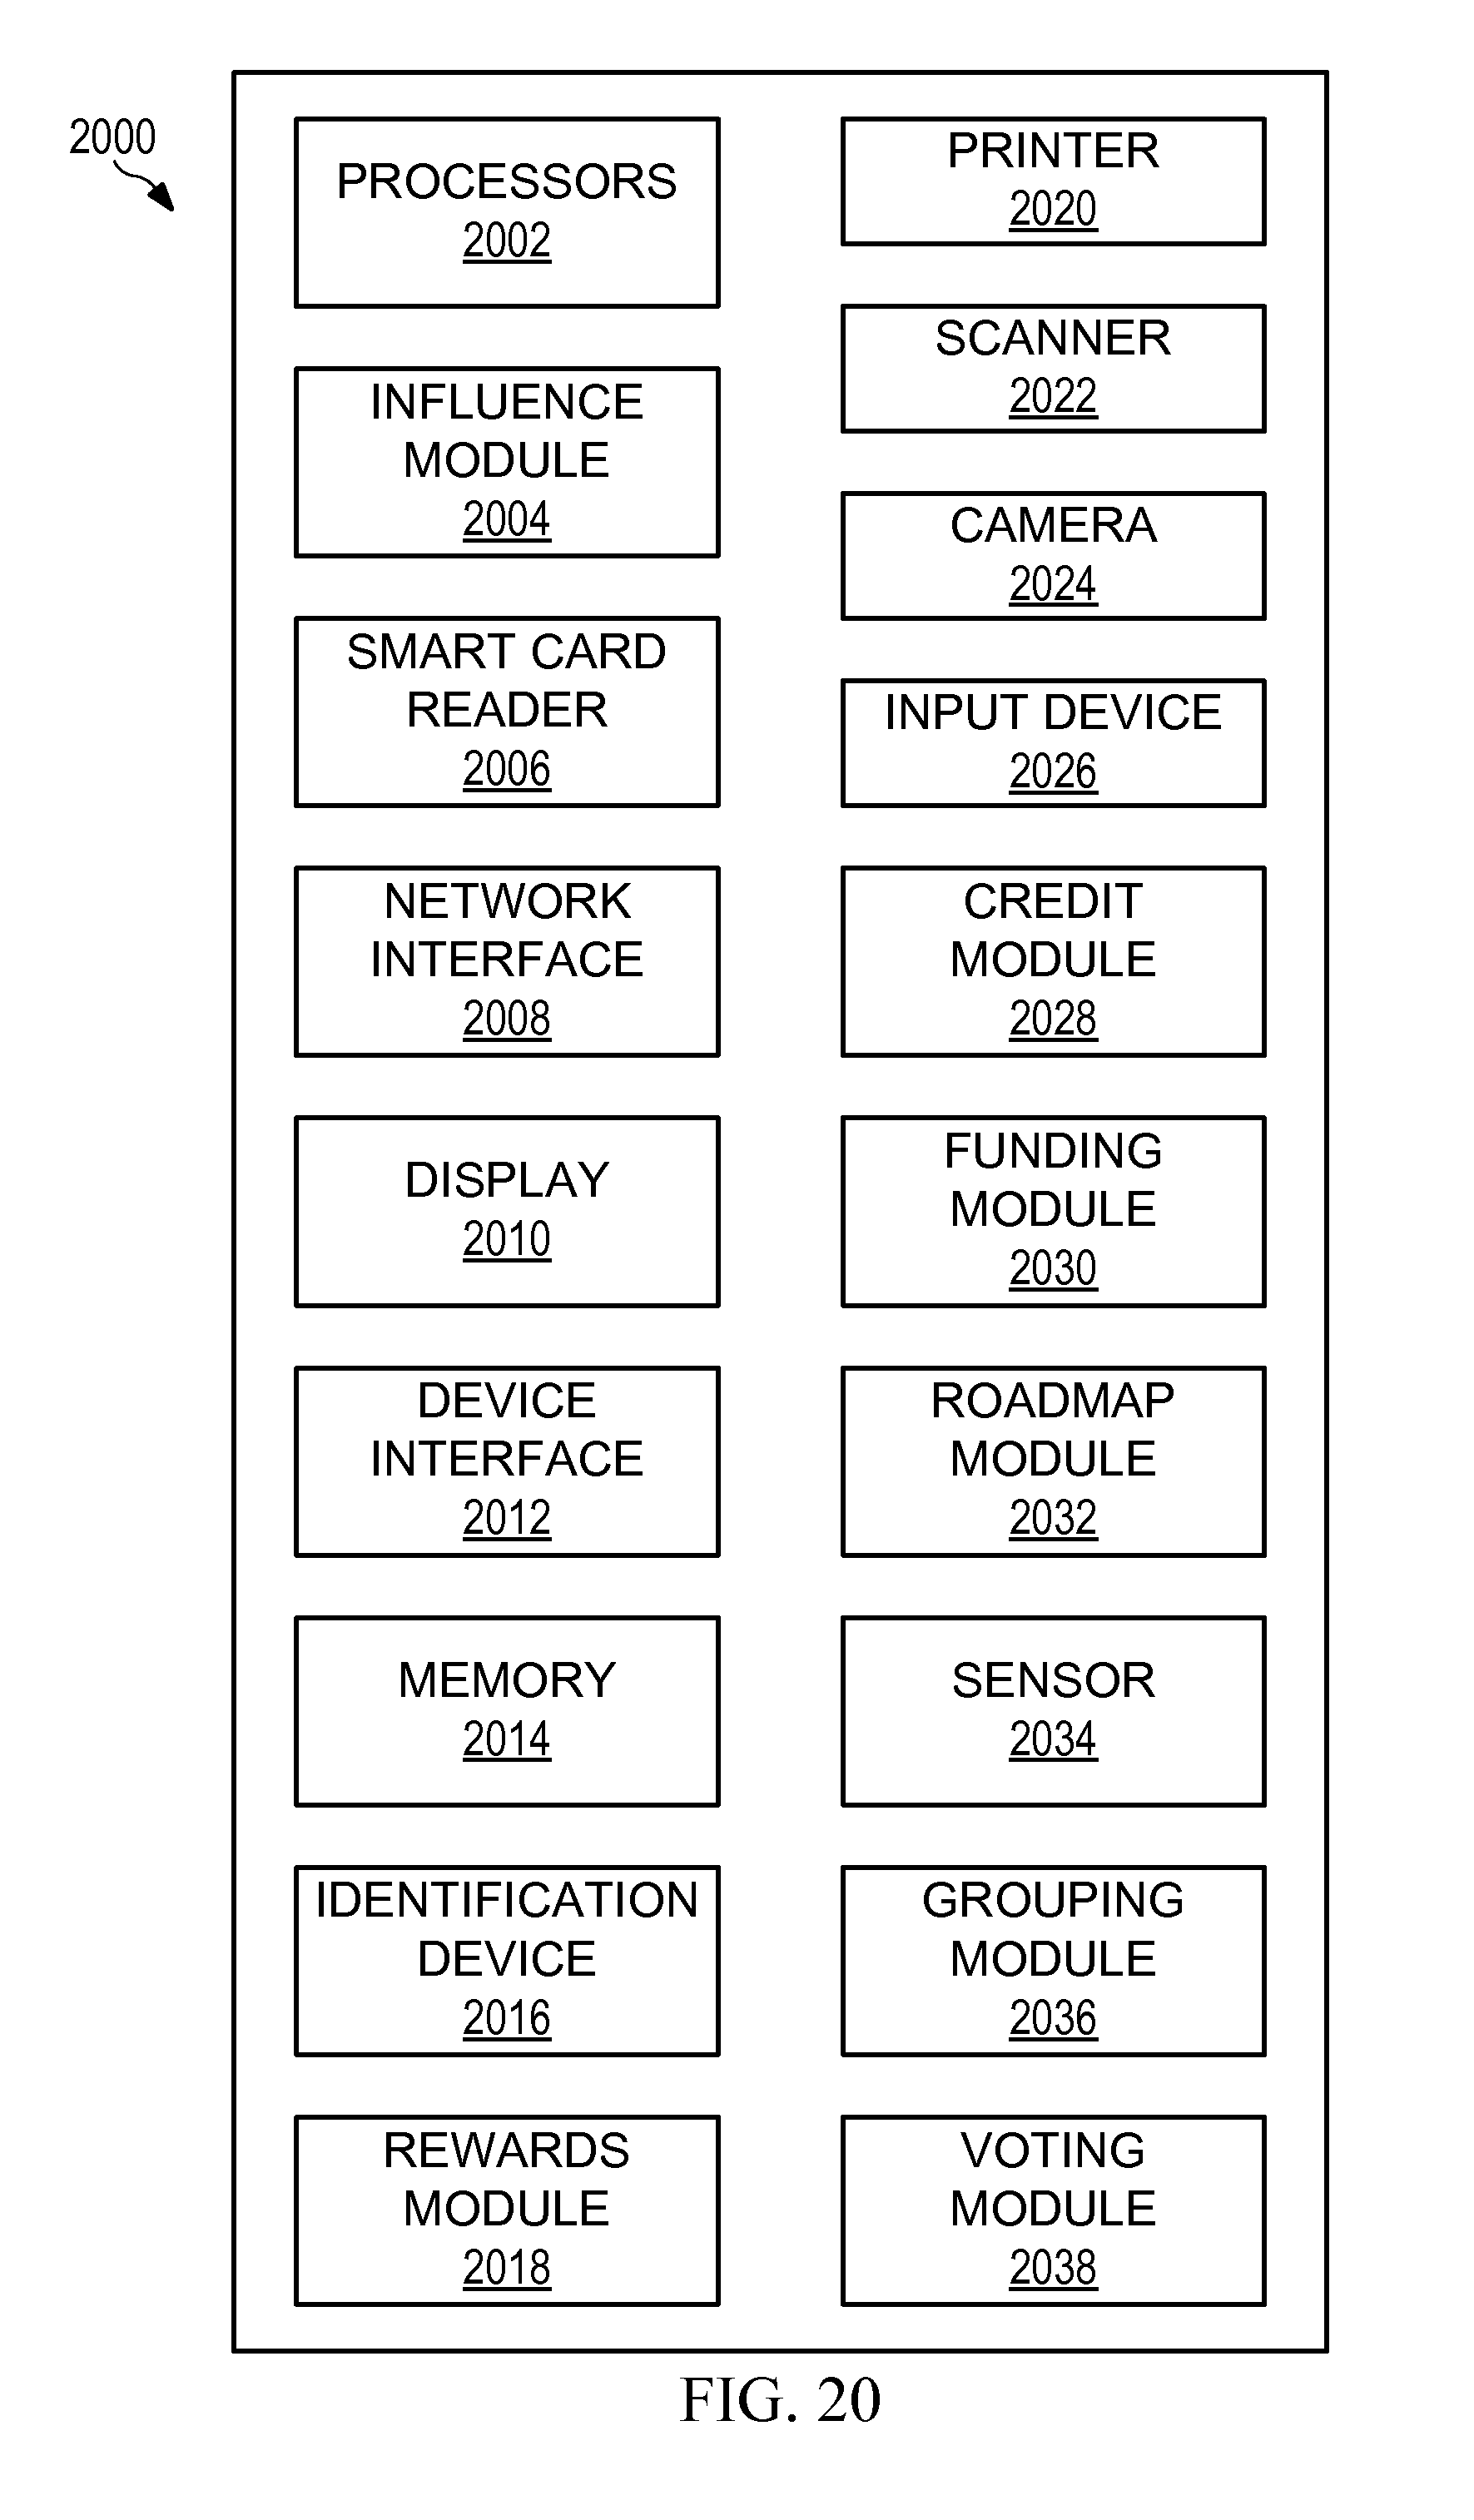 2000
PROCESSORS
2002
INFLUENCE
MODULE
2004
SMART CARD
READER
2006
NETWORK
INTERFACE
2008
DISPLAY
2010
DEVICE
INTERFACE
2012
MEMORY
2014
IDENTIFICATION
DEVICE
2016
REWARDS
MODULE
2018
PRINTER
2020
SCANNER
2022
CAMERA
2024
INPUT DEVICE
2026
CREDIT
MODULE
2028
FUNDING
MODULE
2030
ROADMAP
MODULE
2032
SENSOR
2034
GROUPING
MODULE
2036
VOTING
MODULE
2038
FIG. 20